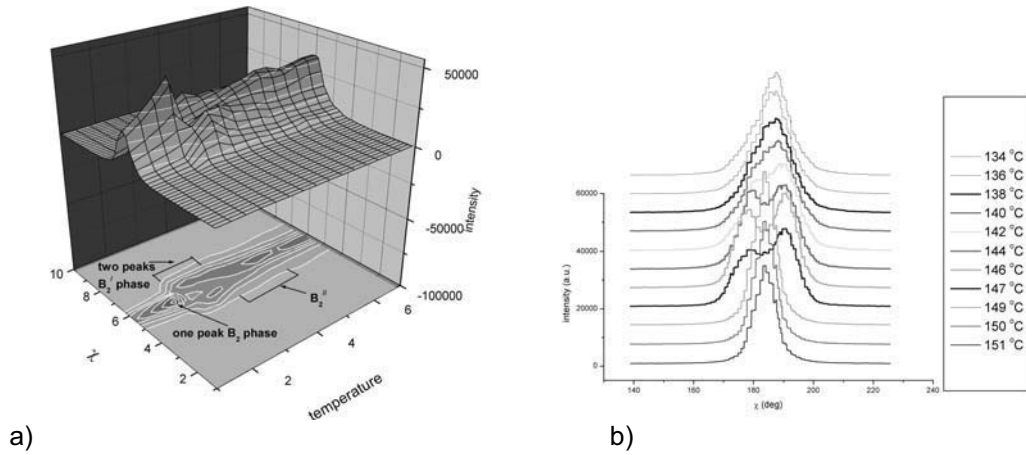 50000
0
-50000
-100000
intensity
10
8
6
4
2
χ
two peaks
B₂' phase
one peak B₂ phase
B₂''
2
4
6
temperature
a)
60000
40000
20000
0
intensity (a.u.)
140 160 180 200 220 240
χ (deg)
134 °C
136 °C
138 °C
140 °C
142 °C
144 °C
146 °C
147 °C
149 °C
150 °C
151 °C
b)